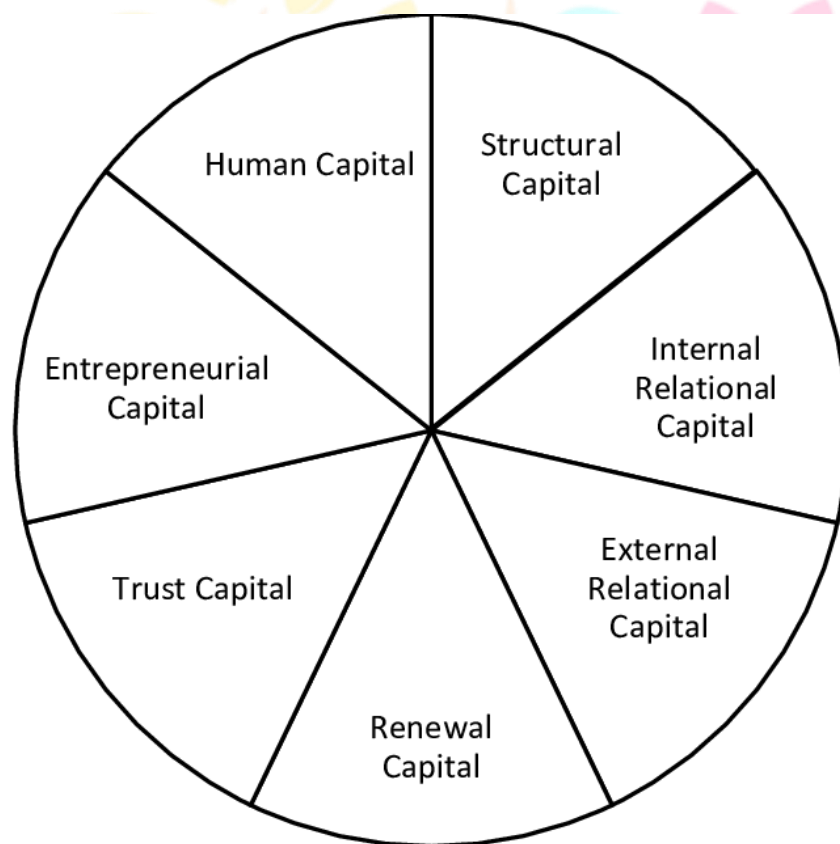 Human Capital
Structural
Capital
Internal
Relational
Capital
External
Relational
Capital
Renewal
Capital
Trust Capital
Entrepreneurial
Capital